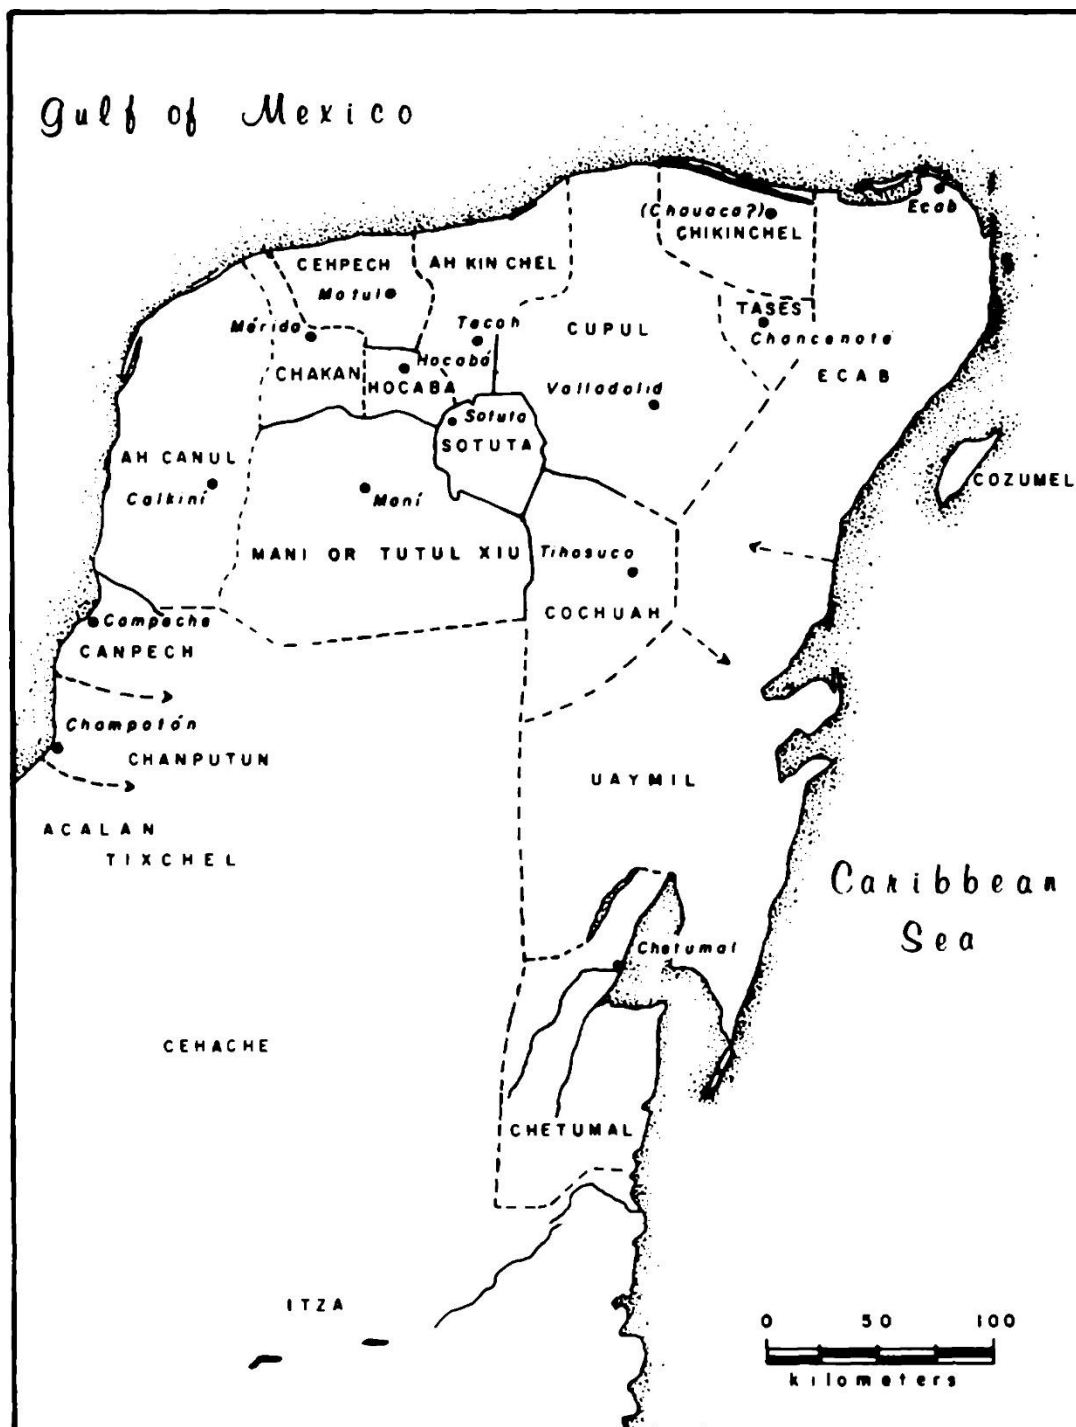 Gulf of Mexico
Ecab
(Chauaca?)
CHIKINCHEL
CEHPECH
AH KIN CHEL
Motul
TASES
Mérida
Tecoh
CUPUL
Chancenote
Hocabá
CHAKAN
HOCABA
ECAB
Valladolid
Sotuta
SOTUTA
AH CANUL
COZUMEL
Calkiní
Maní
MANI OR TUTUL XIU
Tihosuco
COCHUAH
Campeche
CANPECH
Champotón
CHANPUTUN
UAYMIL
ACALAN
TIXCHEL
Caribbean
Sea
Chetumal
CEHACHE
CHETUMAL
ITZA
0 50 100
kilometers